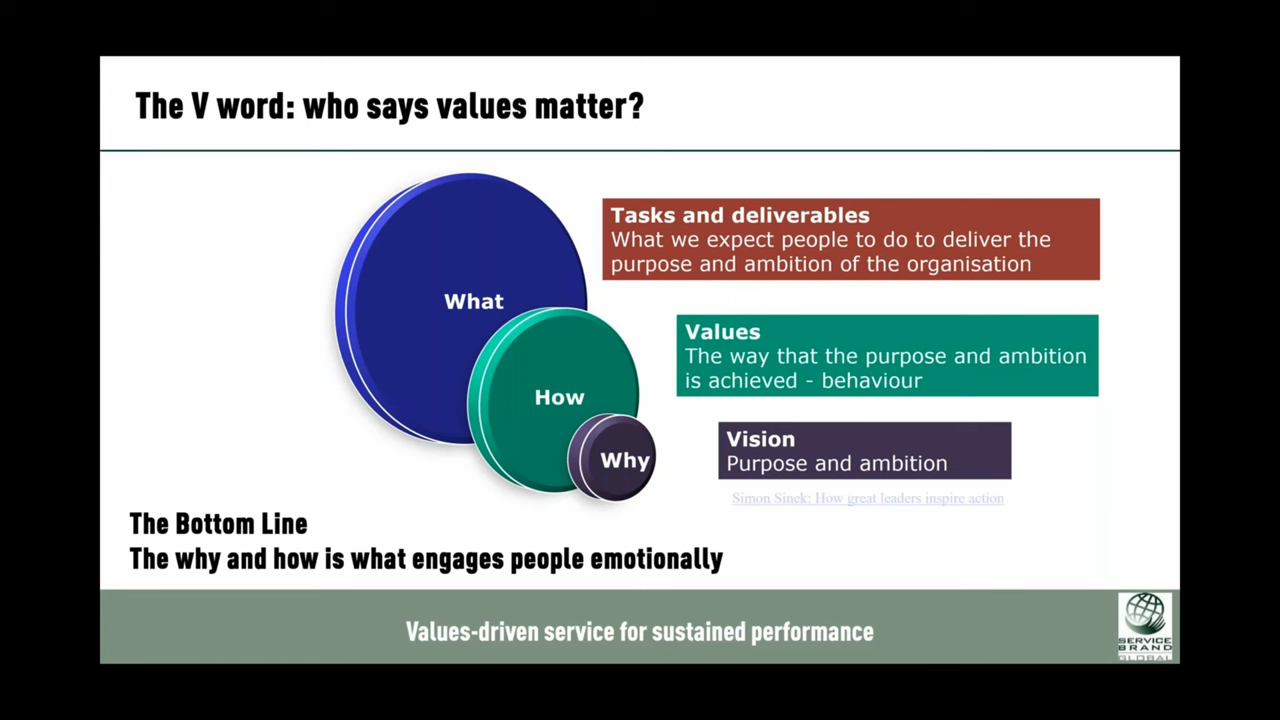 The V word: who says values matter?
What
How
Why
Tasks and deliverables
What we expect people to do to deliver the
purpose and ambition of the organisation
Values
The way that the purpose and ambition
is achieved - behaviour
Vision
Purpose and ambition
Simon Sinek: How great leaders inspire action
The Bottom Line
The why and how is what engages people emotionally
Values-driven service for sustained performance
SERVICE
BRAND
GLOBAL